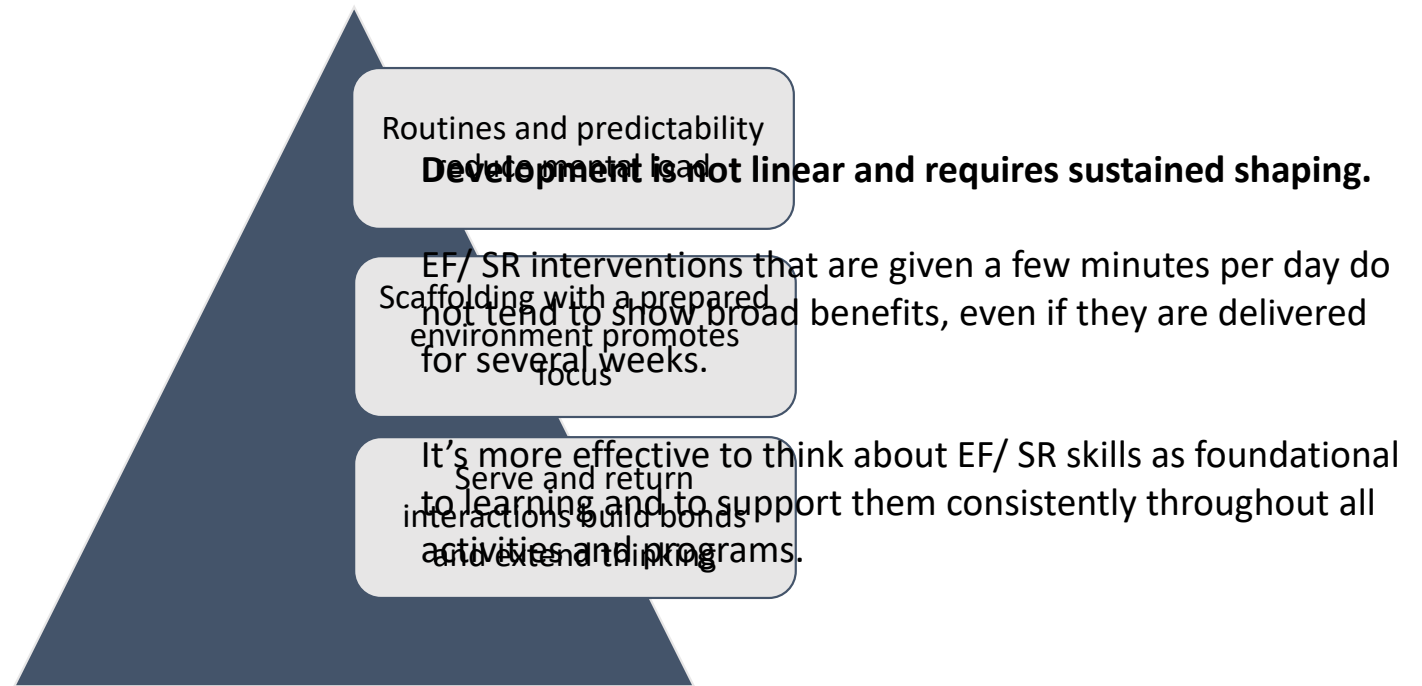 Routines and predictability
reduce mental load.
Scaffolding with a prepared
environment promotes
focus
Serve and return
interactions build bonds
and extend thinking
Development is not linear and requires sustained shaping.
EF/ SR interventions that are given a few minutes per day do
not tend to show broad benefits, even if they are delivered
for several weeks.
It’s more effective to think about EF/ SR skills as foundational
to learning and to support them consistently throughout all
activities and programs.